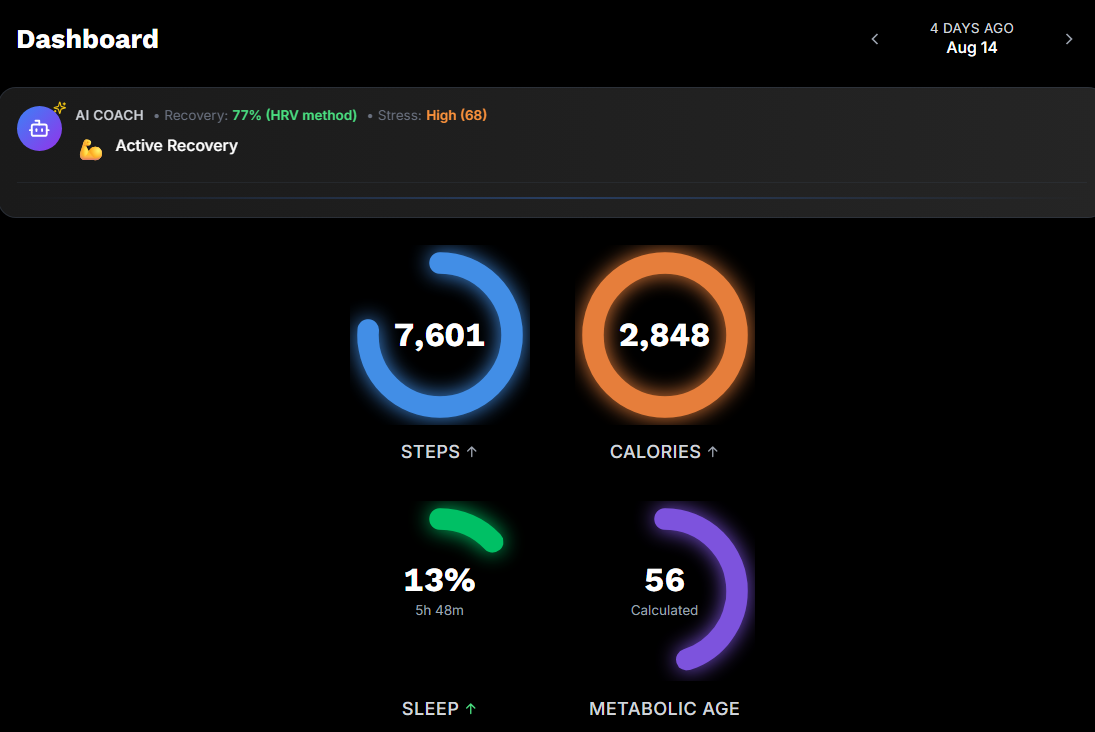 Dashboard
4 DAYS AGO
Aug 14
AI COACH • Recovery: 77% (HRV method) • Stress: High (68)
💪 Active Recovery
7,601
2,848
STEPS ↑
CALORIES ↑
13%
5h 48m
56
Calculated
SLEEP ↑
METABOLIC AGE